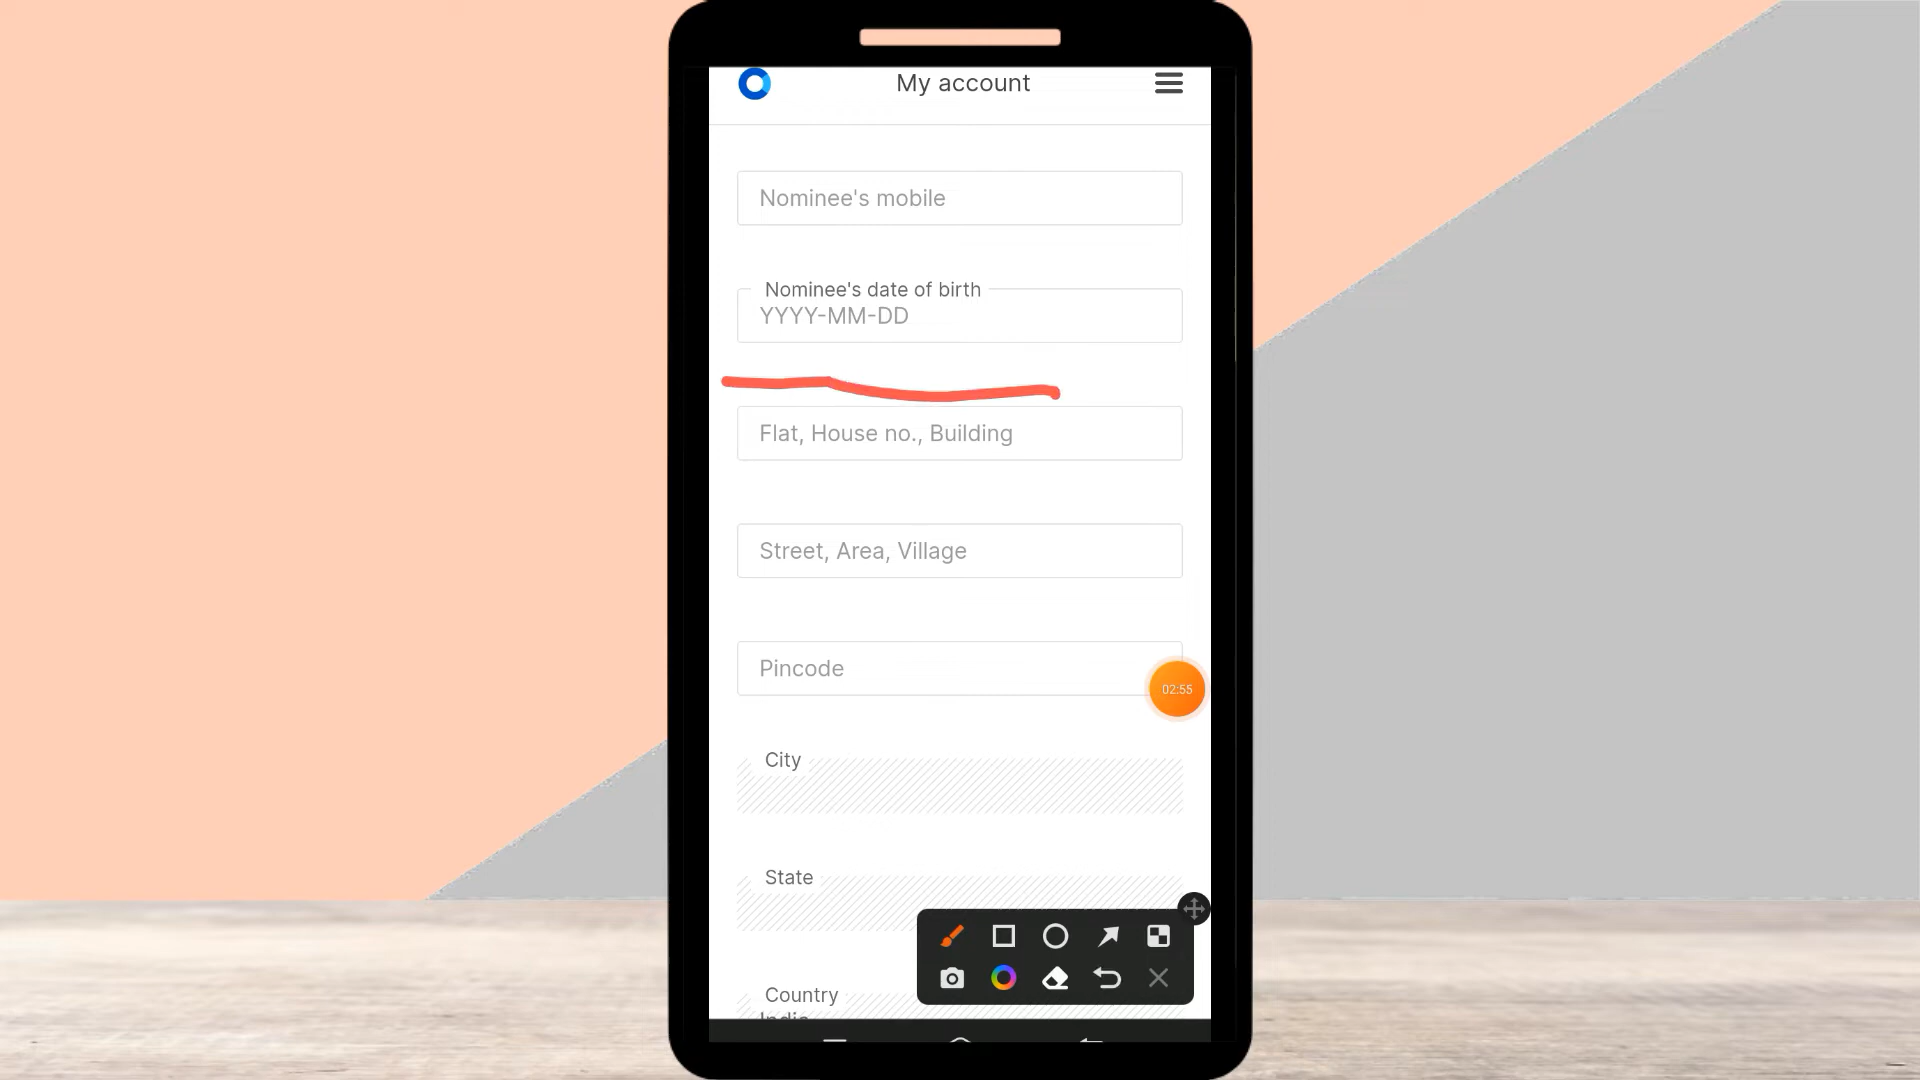 My account
Nominee's mobile
Nominee's date of birth
YYYY-MM-DD
Flat, House no., Building
Street, Area, Village
Pincode
02:55
City
State
Country
India